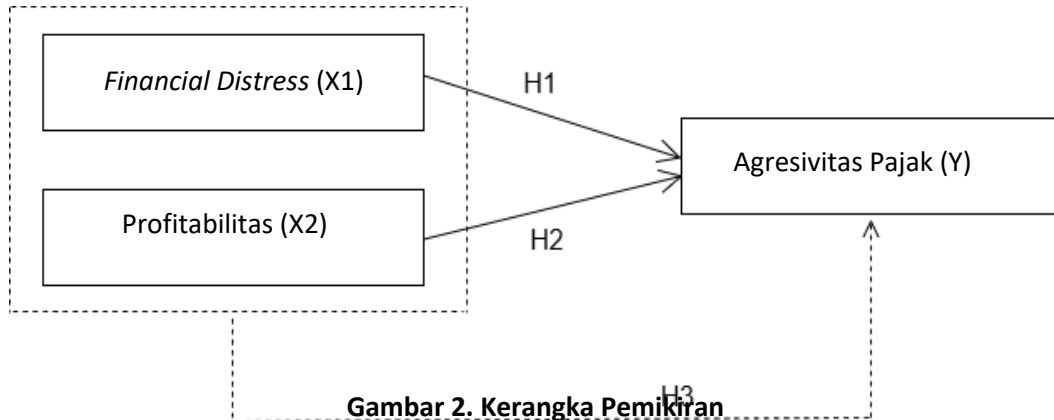 Financial Distress (X1)
H1
Agresivitas Pajak (Y)
Profitabilitas (X2)
H2
H3
Gambar 2. Kerangka Pemikiran